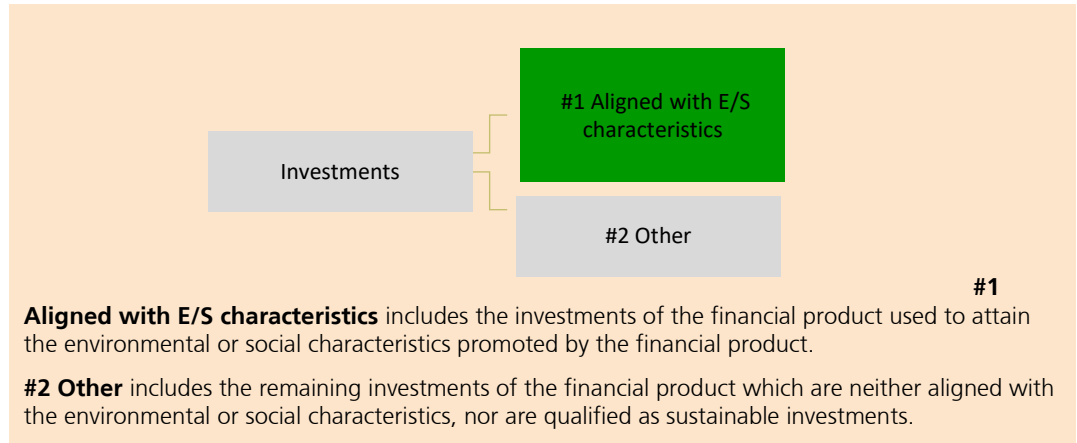 #1 Aligned with E/S
characteristics
Investments
#2 Other
#1
Aligned with E/S characteristics includes the investments of the financial product used to attain
the environmental or social characteristics promoted by the financial product.
#2 Other includes the remaining investments of the financial product which are neither aligned with
the environmental or social characteristics, nor are qualified as sustainable investments.